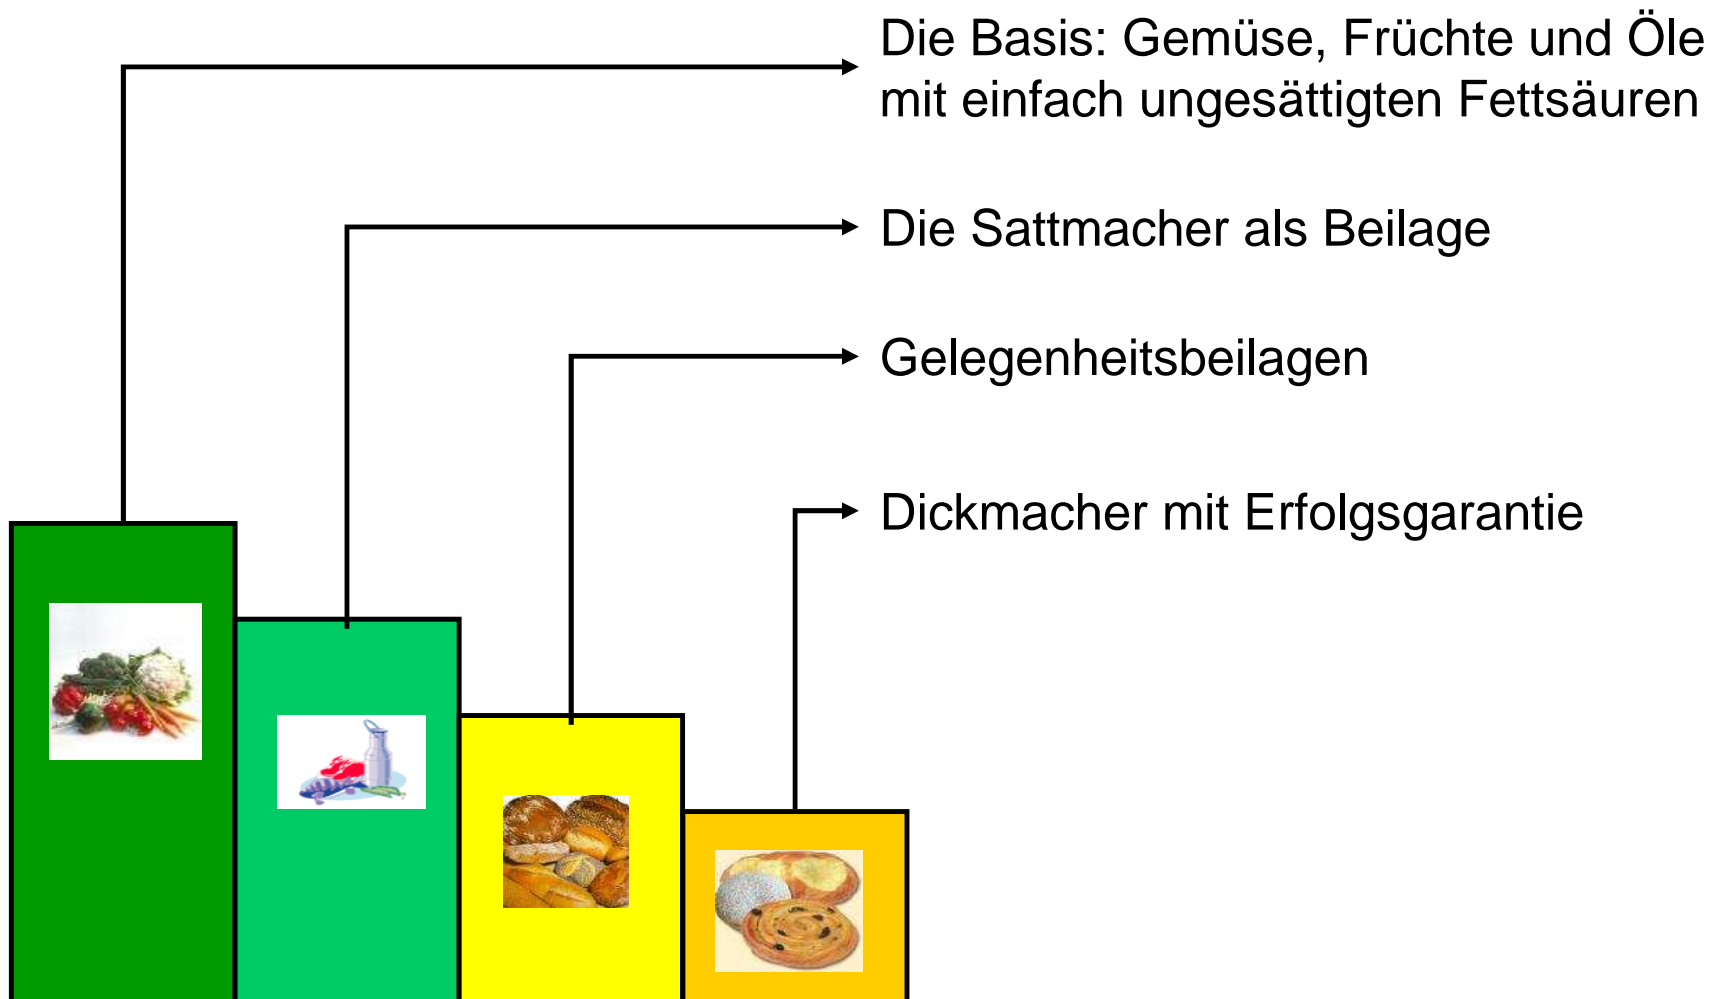 Die Basis: Gemüse, Früchte und Öle
mit einfach ungesättigten Fettsäuren
Die Sattmacher als Beilage
Gelegenheitsbeilagen
Dickmacher mit Erfolgsgarantie